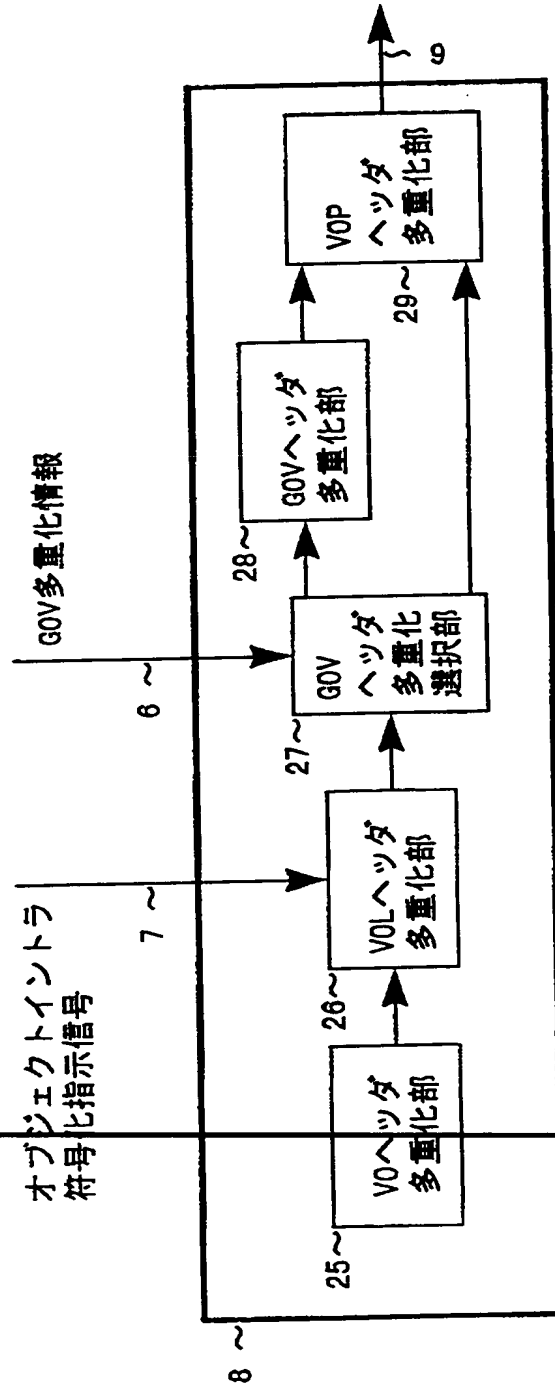 オブジェクトイントラ
符号化指示信号
GOV多重化情報
7
6
8
25
VOヘッダ
多重化部
26
VOLヘッダ
多重化部
27
GOV
ヘッダ
多重化
選択部
28
GOVヘッダ
多重化部
29
VOP
ヘッダ
多重化部
9